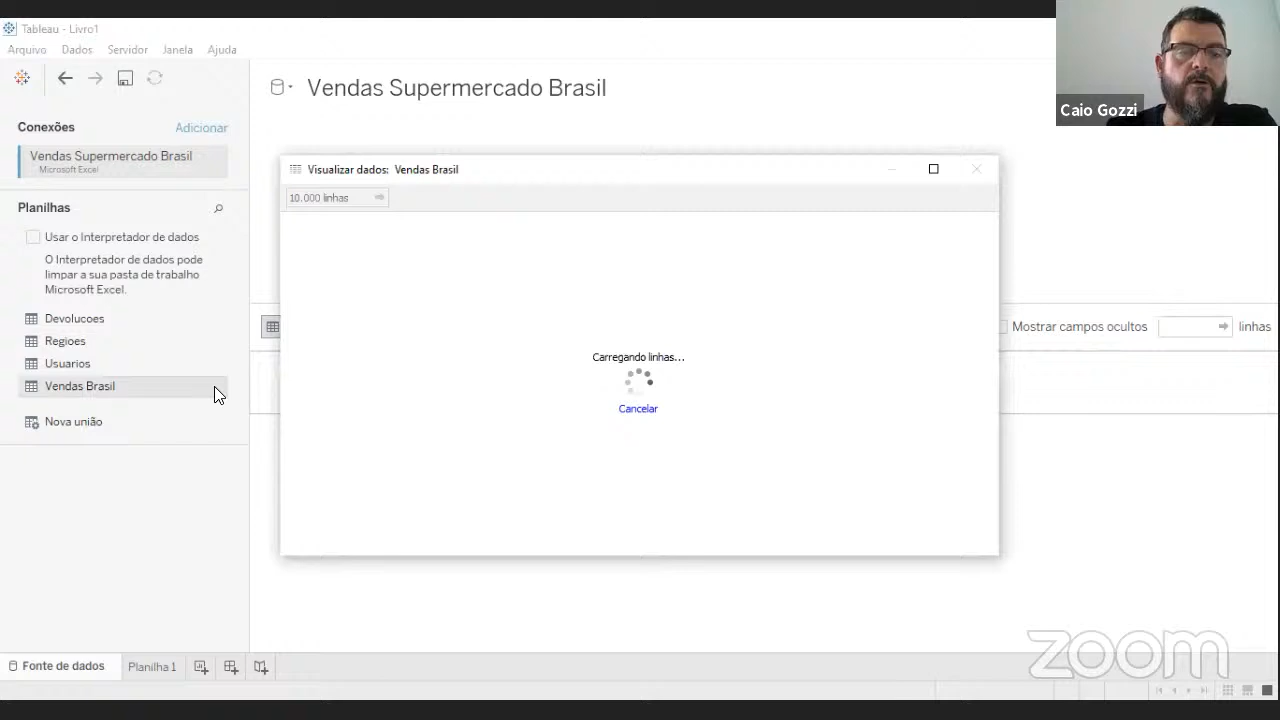 Tableau - Livro1
Arquivo Dados Servidor Janela Ajuda
Conexões Adicionar
Vendas Supermercado Brasil
Microsoft Excel
Planilhas
Usar o Interpretador de dados
O Interpretador de dados pode
limpar a sua pasta de trabalho
Microsoft Excel.
Devolucoes
Regioes
Usuarios
Vendas Brasil
Nova união
Vendas Supermercado Brasil
Visualizar dados: Vendas Brasil
10.000 linhas
Carregando linhas...
Cancelar
Mostrar campos ocultos linhas
Caio Gozzi
Fonte de dados Planilha 1
zoom